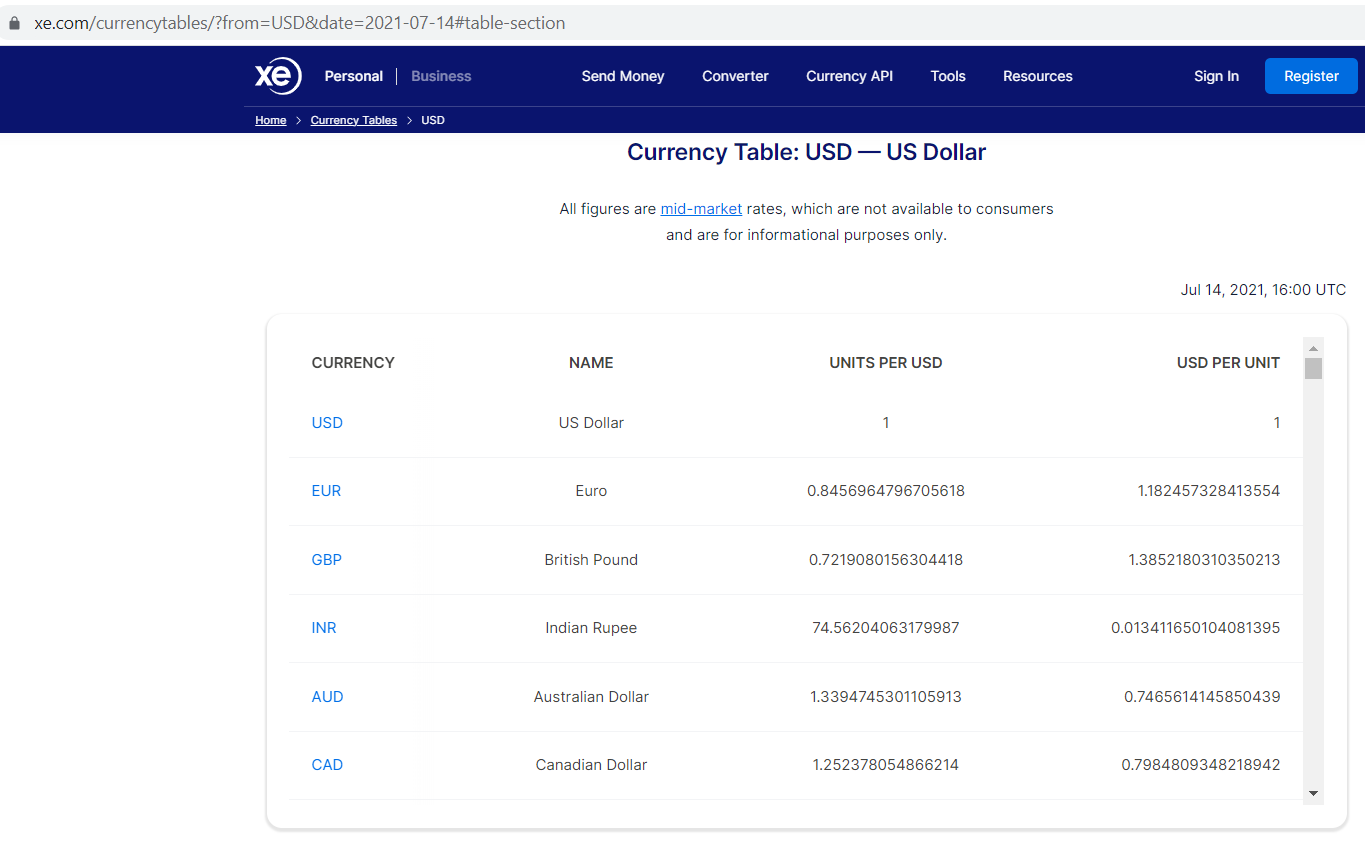 xe.com/currencytables/?from=USD&date=2021-07-14#table-section
xe Personal | Business Send Money Converter Currency API Tools Resources Sign In Register
Home > Currency Tables > USD
Currency Table: USD — US Dollar
All figures are mid-market rates, which are not available to consumers
and are for informational purposes only.
Jul 14, 2021, 16:00 UTC
CURRENCY NAME UNITS PER USD USD PER UNIT
USD US Dollar 1 1
EUR Euro 0.8456964796705618 1.182457328413554
GBP British Pound 0.7219080156304418 1.3852180310350213
INR Indian Rupee 74.56204063179987 0.013411650104081395
AUD Australian Dollar 1.3394745301105913 0.7465614145850439
CAD Canadian Dollar 1.252378054866214 0.7984809348218942